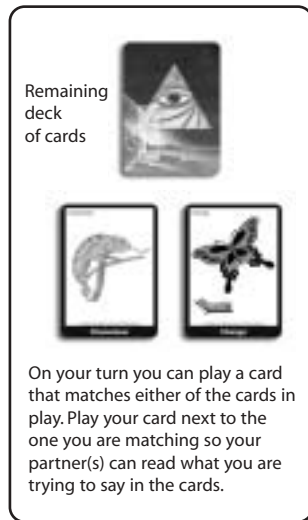 Remaining
deck
of cards
Change
On your turn you can play a card
that matches either of the cards in
play. Play your card next to the
one you are matching so your
partner(s) can read what you are
trying to say in the cards.